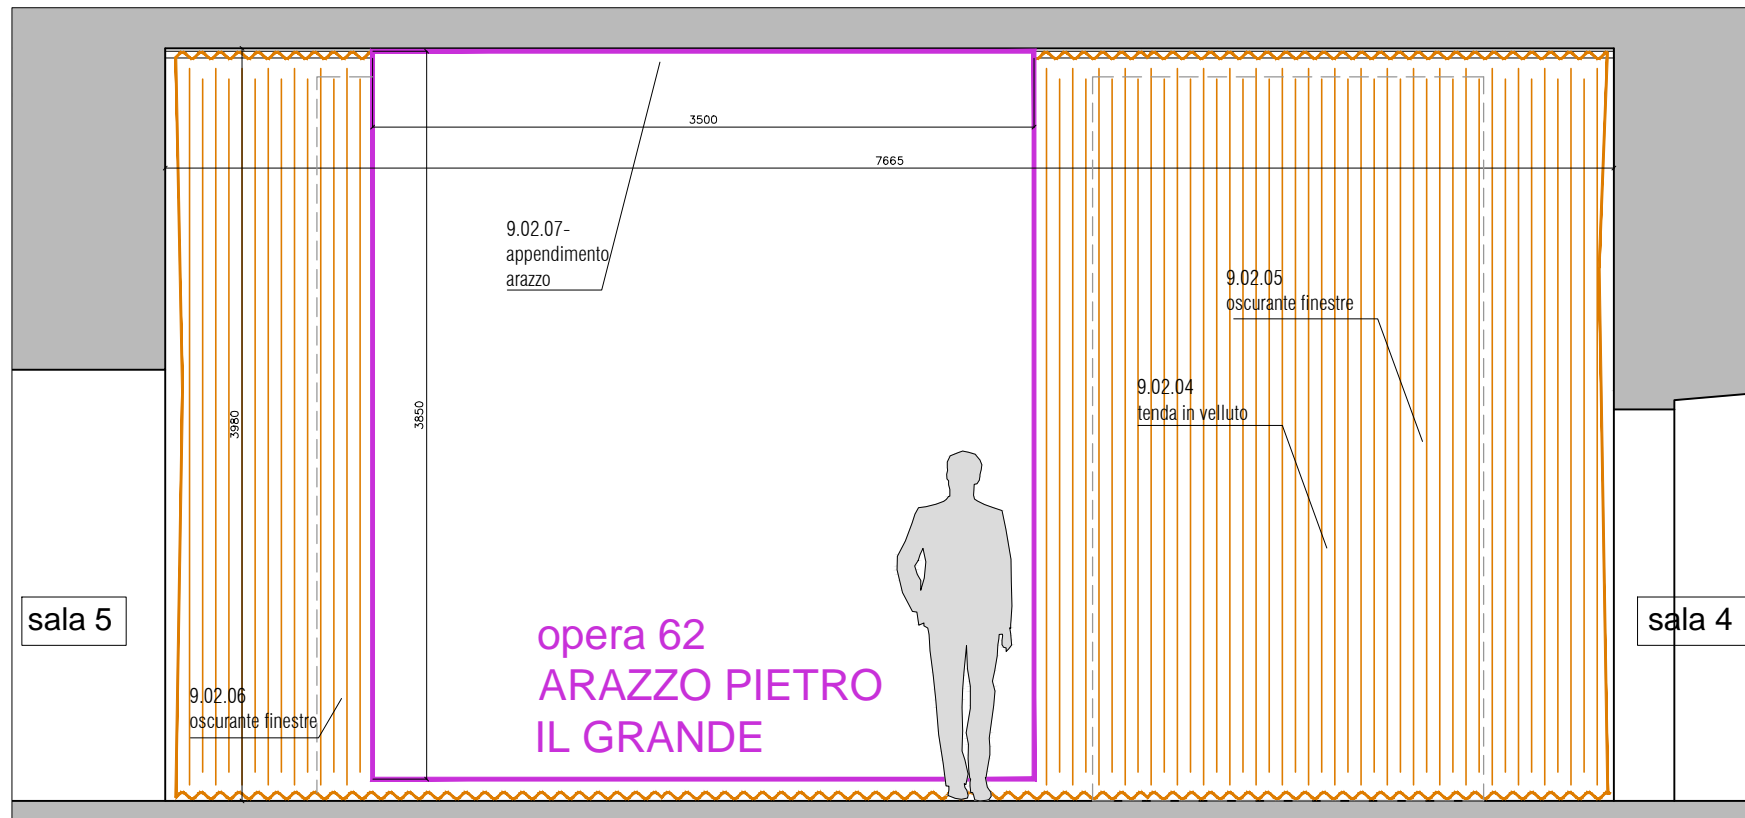 3500
7665
9.02.07-
appendimento
arazzo
9.02.05
oscurante finestre
9.02.04
tenda in velluto
3980
3850
sala 5
sala 4
opera 62
ARAZZO PIETRO
IL GRANDE
9.02.06
oscurante finestre